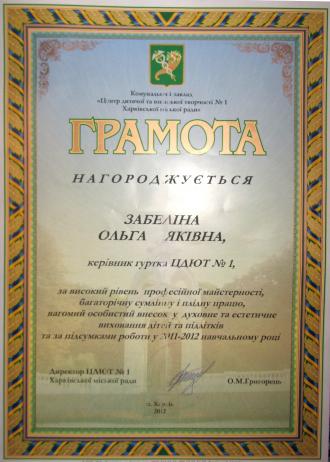 Комунальний заклад
«Центр дитячої та юнацької творчості № 1
Харківської міської ради»
ГРАМОТА
НАГОРОДЖУЄТЬСЯ
ЗАБЕЛІНА
ОЛЬГА ЯКІВНА,
керівник гуртка ЦДЮТ № 1,
за високий рівень професійної майстерності,
багаторічну сумлінну і плідну працю,
вагомий особистий внесок у духовне та естетичне
виховання дітей та підлітків
та за підсумками роботи у 2011-2012 навчальному році
Директор ЦДЮТ № 1
Харківської міської ради
О.М.Григорець
м. Харків
2012